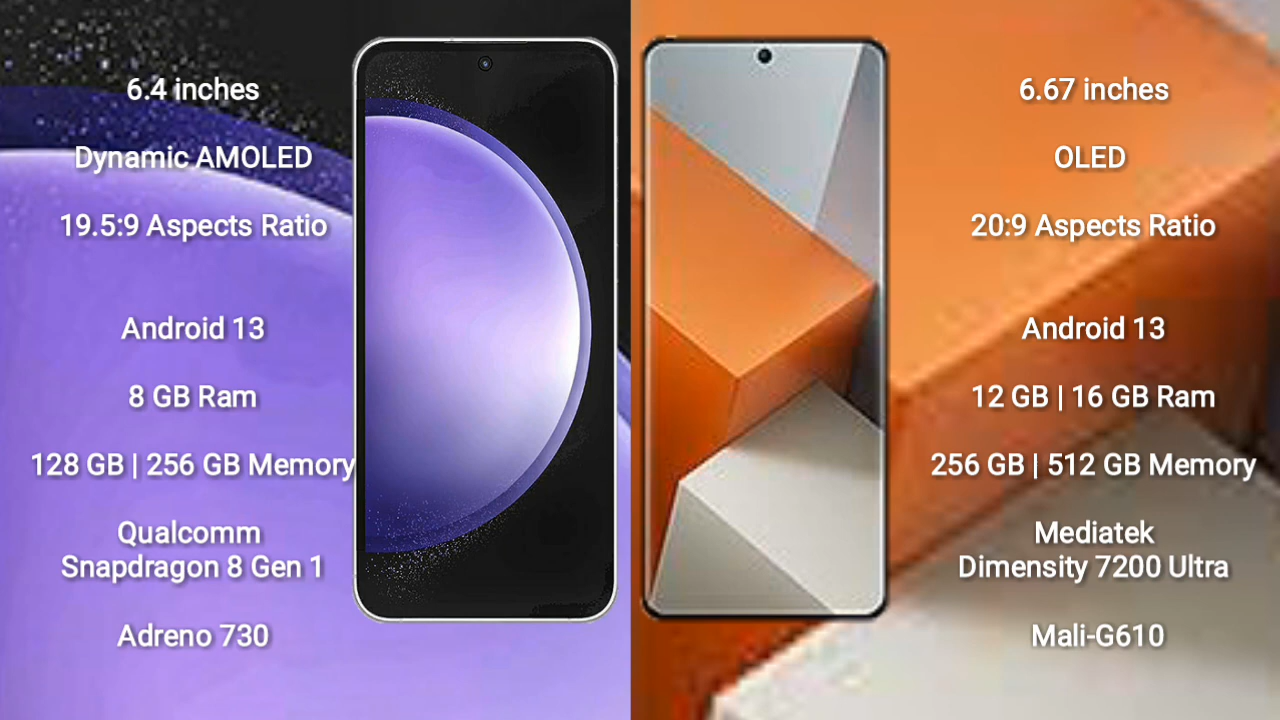 6.4 inches
Dynamic AMOLED
19.5:9 Aspects Ratio
Android 13
8 GB Ram
128 GB | 256 GB Memory
Qualcomm
Snapdragon 8 Gen 1
Adreno 730
6.67 inches
OLED
20:9 Aspects Ratio
Android 13
12 GB | 16 GB Ram
256 GB | 512 GB Memory
Mediatek
Dimensity 7200 Ultra
Mali-G610